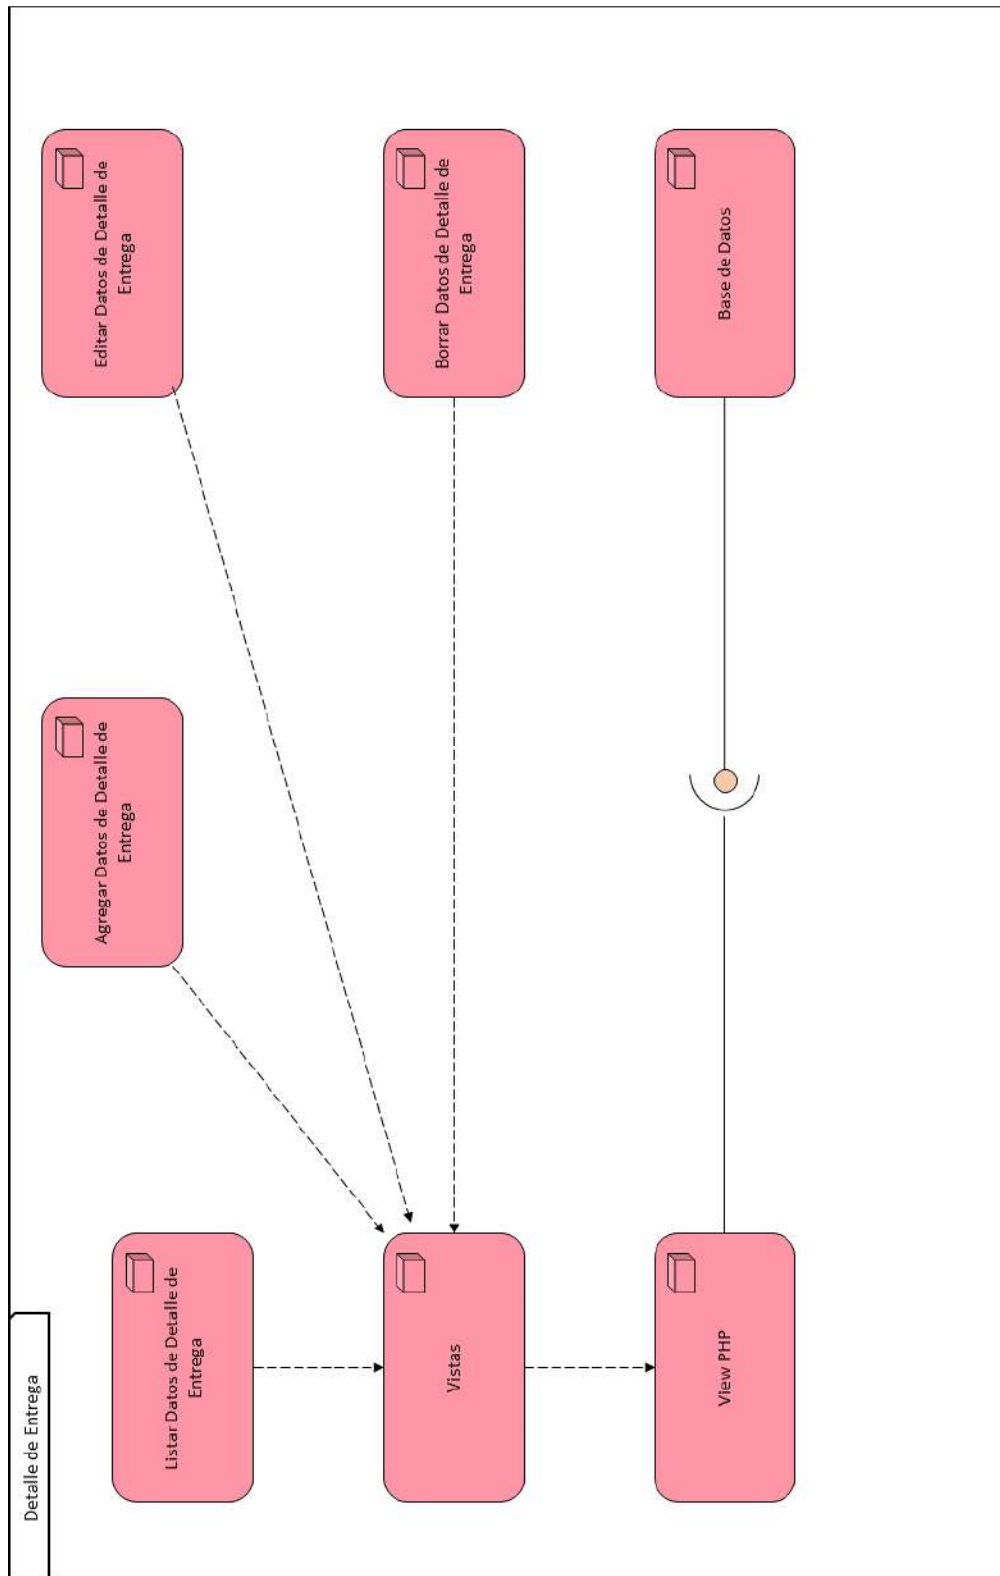 Detalle de Entrega
Listar Datos de Detalle de
Entrega
Agregar Datos de Detalle de
Entrega
Editar Datos de Detalle de
Entrega
Vistas
Borrar Datos de Detalle de
Entrega
View PHP
Base de Datos